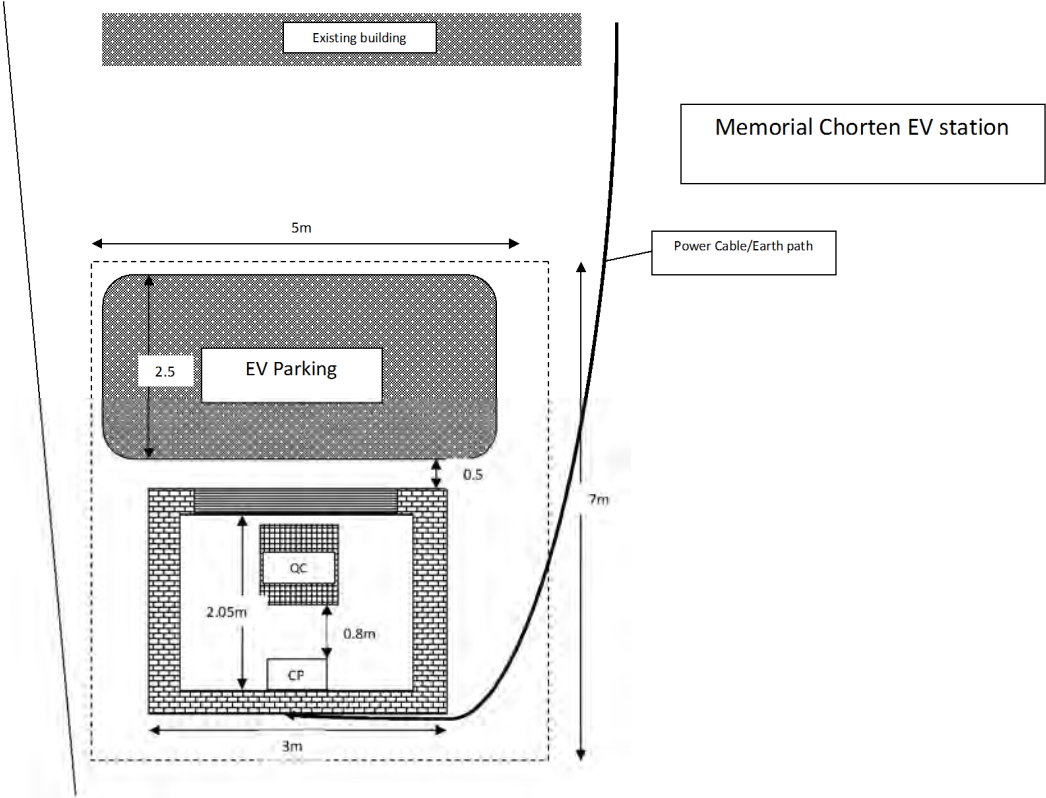 Existing building
Memorial Chorten EV station
5m
Power Cable/Earth path
2.5
EV Parking
0.5
7m
QC
2.05m
0.8m
CP
3m